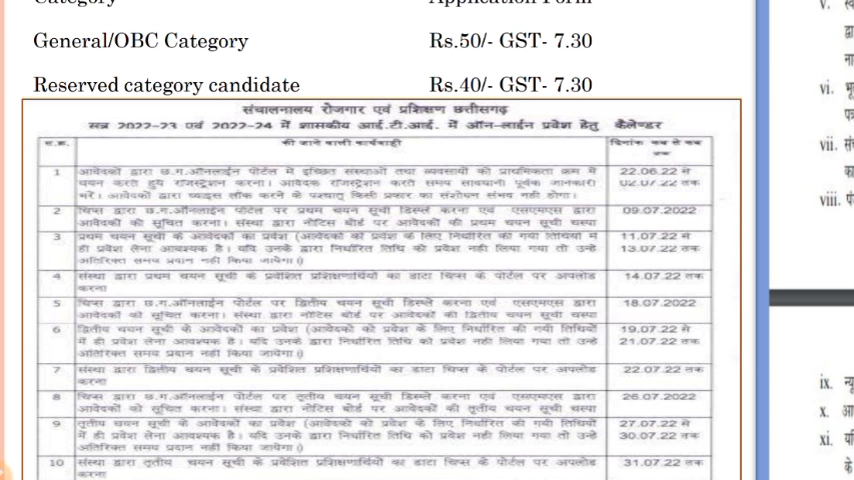 Category Application Form
General/OBC Category Rs.50/- GST- 7.30
Reserved category candidate Rs.40/- GST- 7.30
संचालनालय रोजगार एवं प्रशिक्षण छत्तीसगढ़
सत्र 2022-23 एवं 2022-24 में शासकीय आई.टी.आई. में ऑन-लाईन प्रवेश हेतु कैलेण्डर
स.क्र. की जाने वाली कार्यवाही दिनांक कब से कब
तक
1 आवेदकों द्वारा छ.ग.ऑनलाईन पोर्टल में इच्छित संस्थाओं तथा व्यवसायों की प्राथमिकता क्रम में 22.06.22 से
चयन करते हुये रजिस्ट्रेशन करना। आवेदक रजिस्ट्रेशन करते समय सावधानी पूर्वक जानकारी 02.07.22 तक
भरें। आवेदकों द्वारा च्वाइस लॉक करने के पश्चात् किसी प्रकार का संशोधन संभव नहीं होगा।
2 चिप्स द्वारा छ.ग.ऑनलाईन पोर्टल पर प्रथम चयन सूची डिस्प्ले करना एवं एसएमएस द्वारा 09.07.2022
आवेदकों को सूचित करना। संस्था द्वारा नोटिस बोर्ड पर आवेदकों की प्रथम चयन सूची चस्पा
3 प्रथम चयन सूची के आवेदकों का प्रवेश (आवेदकों को प्रवेश के लिए निर्धारित की गयी तिथियों में 11.07.22 से
ही प्रवेश लेना आवश्यक है। यदि उनके द्वारा निर्धारित तिथि को प्रवेश नहीं लिया गया तो उन्हें 13.07.22 तक
अतिरिक्त समय प्रदान नहीं किया जायेगा।)
4 संस्था द्वारा प्रथम चयन सूची के प्रवेशित प्रशिक्षणार्थियों का डाटा चिप्स के पोर्टल पर अपलोड 14.07.22 तक
करना
5 चिप्स द्वारा छ.ग.ऑनलाईन पोर्टल पर द्वितीय चयन सूची डिस्प्ले करना एवं एसएमएस द्वारा 18.07.2022
आवेदकों को सूचित करना। संस्था द्वारा नोटिस बोर्ड पर आवेदकों की द्वितीय चयन सूची चस्पा
6 द्वितीय चयन सूची के आवेदकों का प्रवेश (आवेदकों को प्रवेश के लिए निर्धारित की गयी तिथियों 19.07.22 से
में ही प्रवेश लेना आवश्यक है। यदि उनके द्वारा निर्धारित तिथि को प्रवेश नहीं लिया गया तो उन्हें 21.07.22 तक
अतिरिक्त समय प्रदान नहीं किया जायेगा।)
7 संस्था द्वारा द्वितीय चयन सूची के प्रवेशित प्रशिक्षणार्थियों का डाटा चिप्स के पोर्टल पर अपलोड 22.07.22 तक
करना
8 चिप्स द्वारा छ.ग.ऑनलाईन पोर्टल पर तृतीय चयन सूची डिस्प्ले करना एवं एसएमएस द्वारा 26.07.2022
आवेदकों को सूचित करना। संस्था द्वारा नोटिस बोर्ड पर आवेदकों की तृतीय चयन सूची चस्पा
9 तृतीय चयन सूची के आवेदकों का प्रवेश (आवेदकों को प्रवेश के लिए निर्धारित की गयी तिथियों 27.07.22 से
में ही प्रवेश लेना आवश्यक है। यदि उनके द्वारा निर्धारित तिथि को प्रवेश नहीं लिया गया तो उन्हें 30.07.22 तक
अतिरिक्त समय प्रदान नहीं किया जायेगा।)
10 संस्था द्वारा तृतीय चयन सूची के प्रवेशित प्रशिक्षणार्थियों का डाटा चिप्स के पोर्टल पर अपलोड 31.07.22 तक
करना
v.
vi.
vii.
viii.
ix.
x.
xi.
के